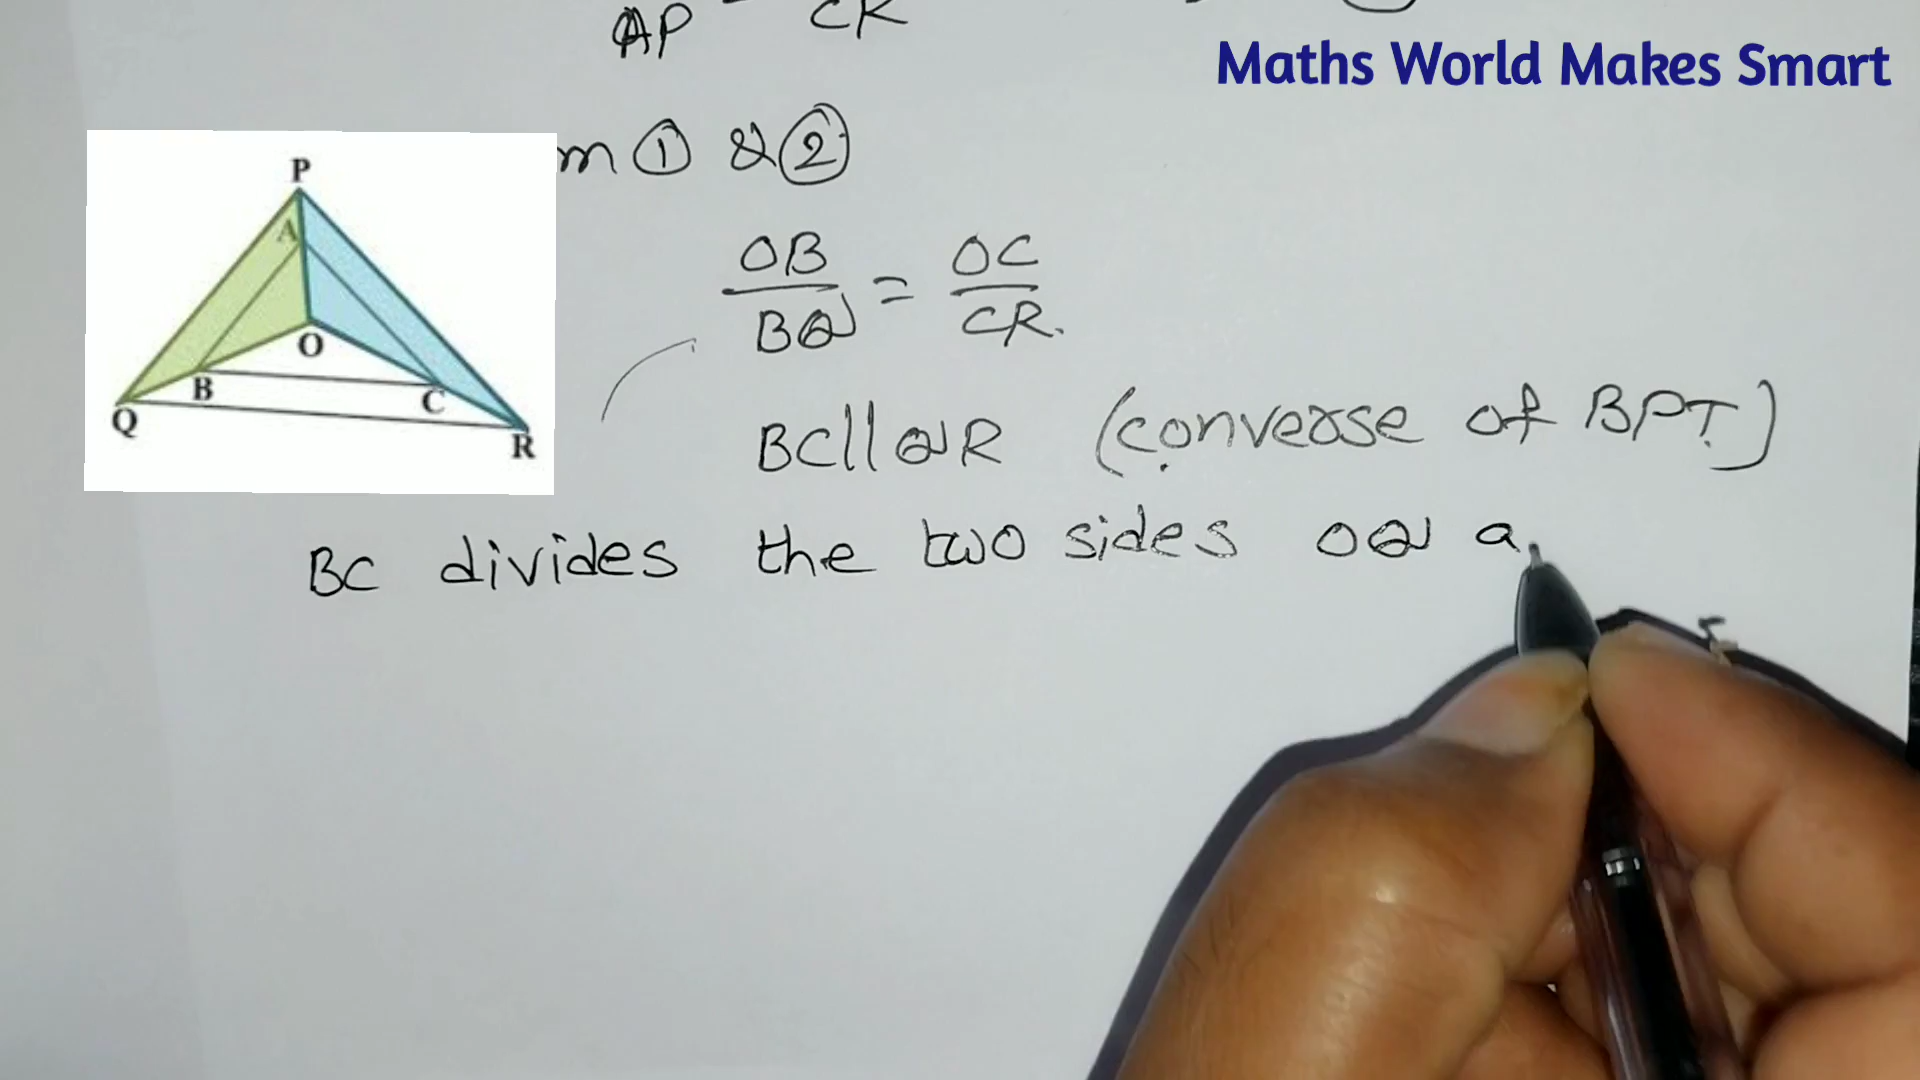 AP CR
Maths World Makes Smart
m ① & ②
P
A
O
B
C
Q
R
OB/BQ = OC/CR.
BC||QR (converse of BPT)
BC divides the two sides OQ a